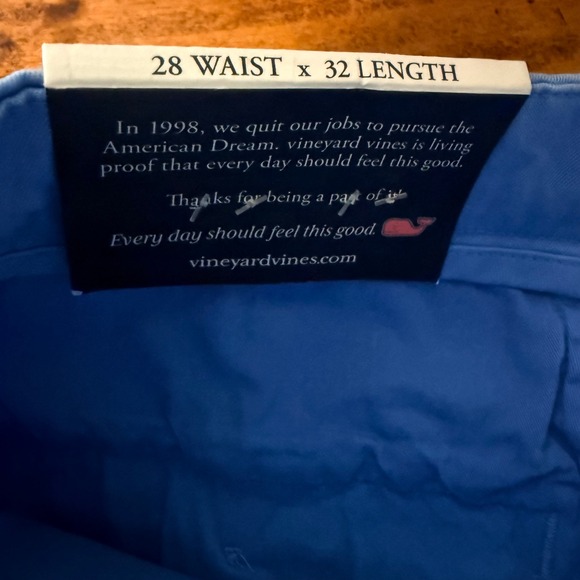 28 WAIST x 32 LENGTH
In 1998, we quit our jobs to pursue the
American Dream. vineyard vines is living
proof that every day should feel this good.
Thanks for being a part of it!
Every day should feel this good.
vineyardvines.com